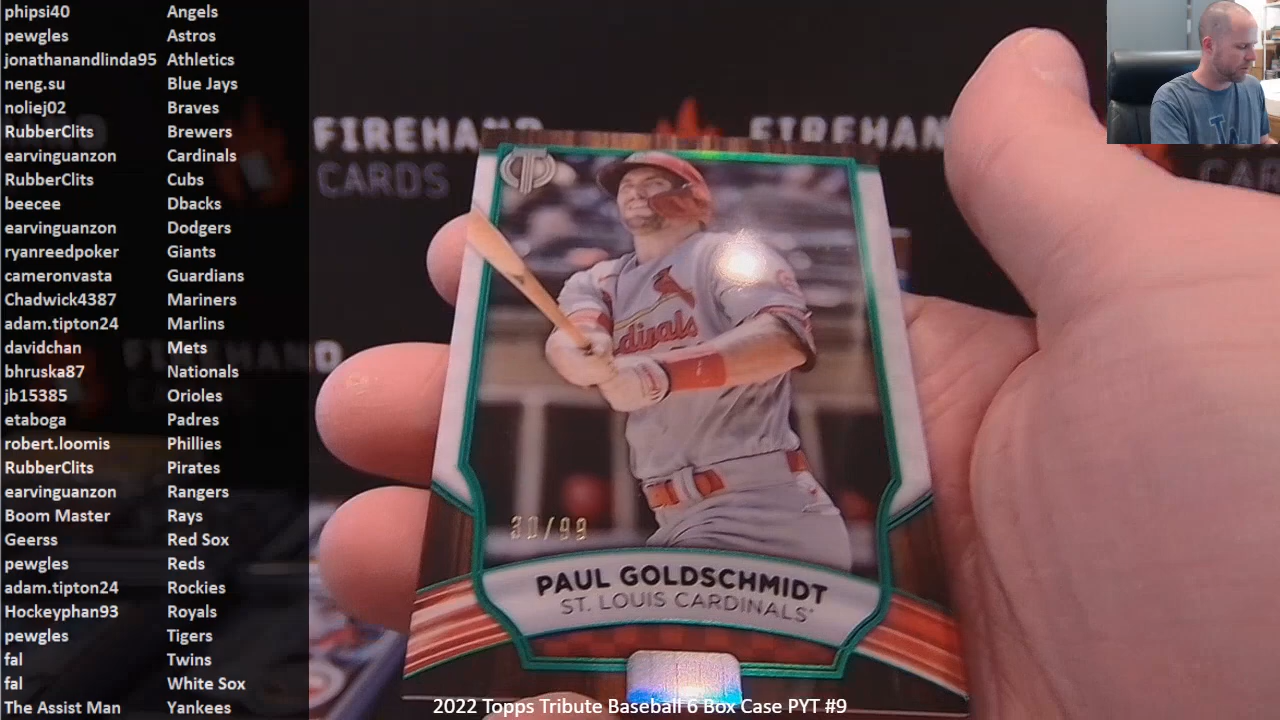 phipsi40 Angels
pewgles Astros
jonathanandlinda95 Athletics
neng.su Blue Jays
noliej02 Braves
RubberClits Brewers
earvinguanzon Cardinals
RubberClits Cubs
beecee Dbacks
earvinguanzon Dodgers
ryanreedpoker Giants
cameronvasta Guardians
Chadwick4387 Mariners
adam.tipton24 Marlins
davidchan Mets
bhruska87 Nationals
jb15385 Orioles
etaboga Padres
robert.loomis Phillies
RubberClits Pirates
earvinguanzon Rangers
Boom Master Rays
Geerss Red Sox
pewgles Reds
adam.tipton24 Rockies
Hockeyphan93 Royals
pewgles Tigers
fal Twins
fal White Sox
The Assist Man Yankees
FIREHAND
CARDS
FIREHAN
Cardinals
30/99
PAUL GOLDSCHMIDT
ST. LOUIS CARDINALS
2022 Topps Tribute Baseball 6 Box Case PYT #9